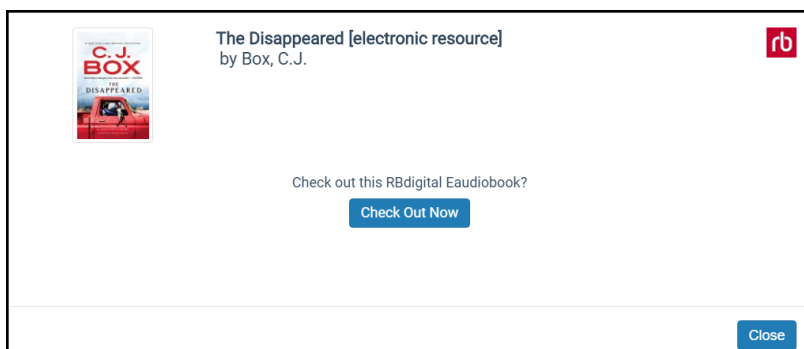 C. J.
BOX
THE
DISAPPEARED
The Disappeared [electronic resource]
by Box, C.J.
rb
Check out this RBdigital Eaudiobook?
Check Out Now
Close